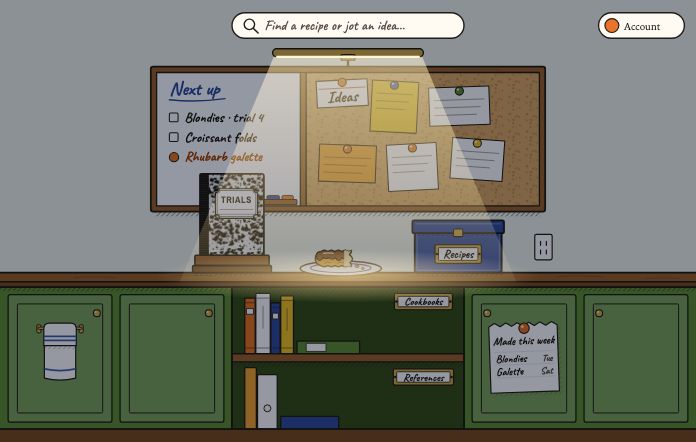 Find a recipe or jot an idea...
Account
Next up
Blondies · trial 4
Croissant folds
Rhubarb galette
Ideas
TRIALS
Recipes
Cookbooks
References
Made this week
Blondies Tue
Galette Sat